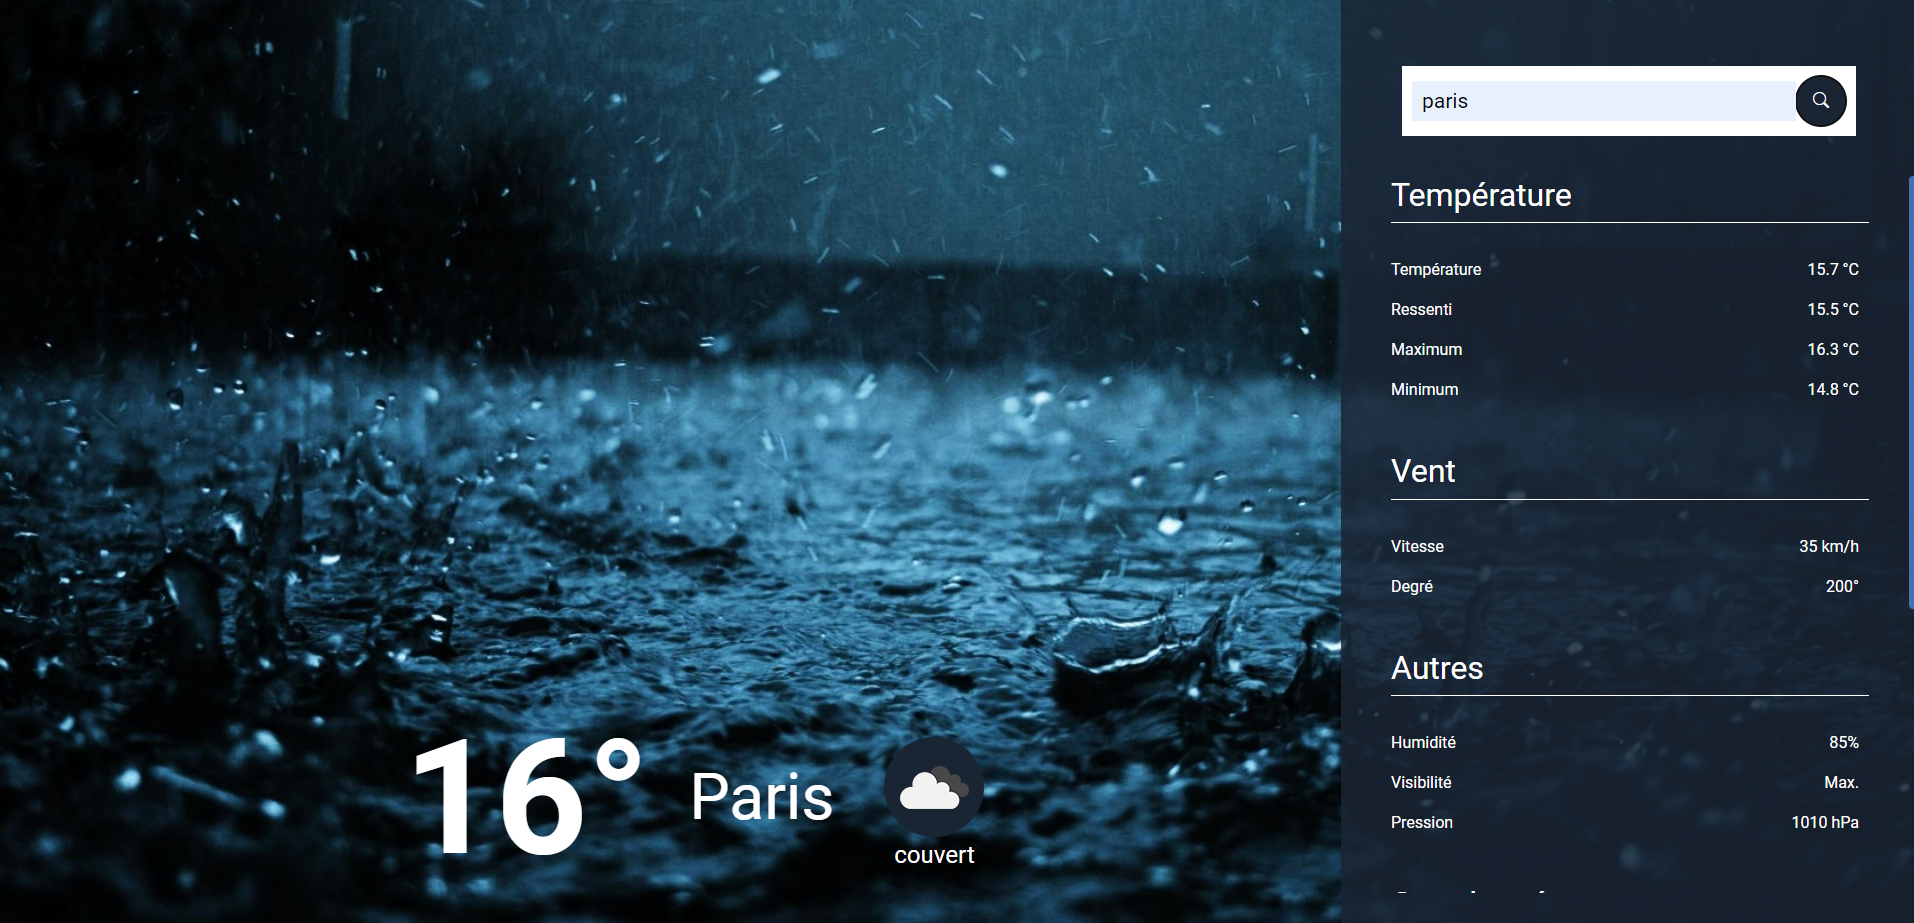 paris
Température
Température 15.7 °C
Ressenti 15.5 °C
Maximum 16.3 °C
Minimum 14.8 °C
Vent
Vitesse 35 km/h
Degré 200°
Autres
Humidité 85%
Visibilité Max.
Pression 1010 hPa
16° Paris
couvert